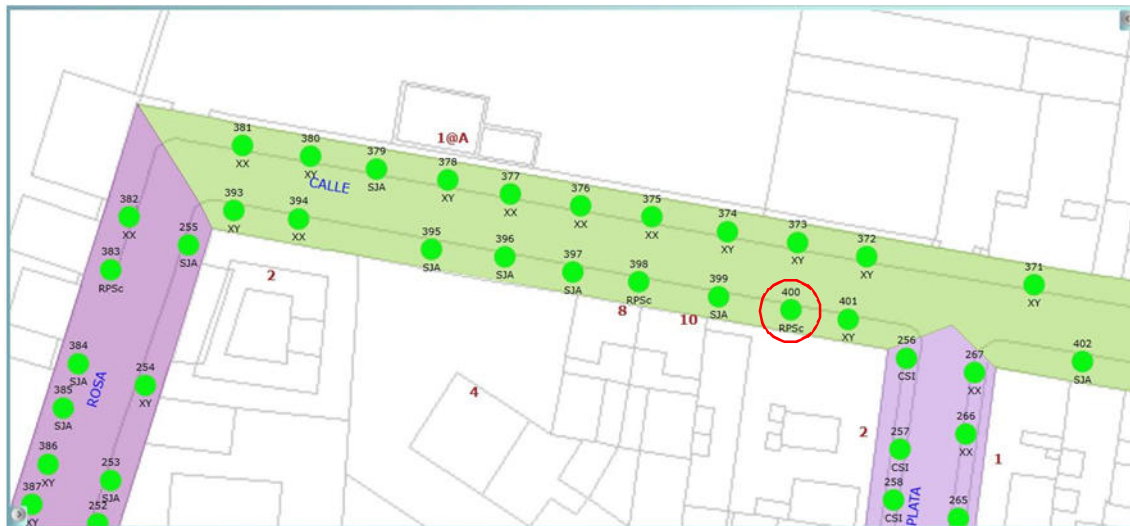 1@A
381
XX
380
XY
379
SJA
378
XY
377
XX
376
XX
375
XX
374
XY
373
XY
372
XY
371
XY
CALLE
382
XX
383
RPSc
255
SJA
393
XY
394
XX
395
SJA
396
SJA
397
SJA
398
RPSc
399
SJA
400
RPSc
401
XY
402
SJA
2
8
10
4
2
1
384
SJA
385
SJA
386
XY
387
XY
ROSA
254
XY
253
SJA
252
256
CSI
257
CSI
258
CSI
267
XX
266
XX
265
PLATA